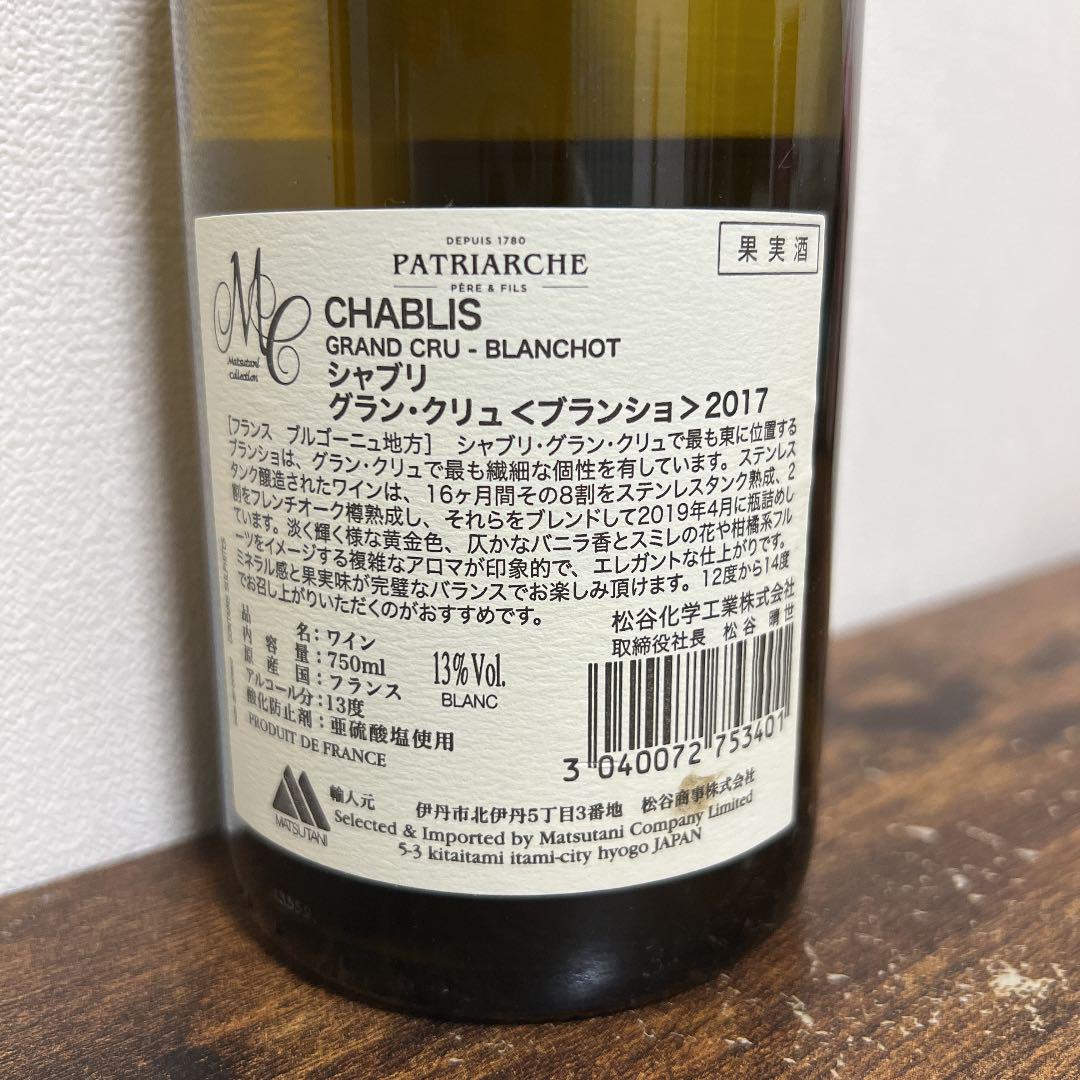 DEPUIS 1780
PATRIARCHE
PÈRE & FILS
果実酒
MC
Matsutani
collection
CHABLIS
GRAND CRU - BLANCHOT
シャブリ
グラン・クリュ<ブランショ>2017
[フランス ブルゴーニュ地方] シャブリ・グラン・クリュで最も東に位置する
ブランショは、グラン・クリュで最も繊細な個性を有しています。ステンレス
タンク醸造されたワインは、16ヶ月間その8割をステンレスタンク熟成、2
割をフレンチオーク樽熟成し、それらをブレンドして2019年4月に瓶詰めし
ています。淡く輝く様な黄金色、仄かなバニラ香とスミレの花や柑橘系フル
ーツをイメージする複雑なアロマが印象的で、エレガントな仕上がりです。
ミネラル感と果実味が完璧なバランスでお楽しみ頂けます。12度から14度
でお召し上がりいただくのがおすすめです。
松谷化学工業株式会社
取締役社長 松谷 晴世
品名:ワイン
内容量:750ml
原産国:フランス
アルコール分:13度
酸化防止剤:亜硫酸塩使用
PRODUIT DE FRANCE
13%Vol.
BLANC
3 040072 753401
MATSUTANI
輸入元 伊丹市北伊丹5丁目3番地 松谷商事株式会社
Selected & Imported by Matsutani Company Limited
5-3 kitaitami itami-city hyogo JAPAN